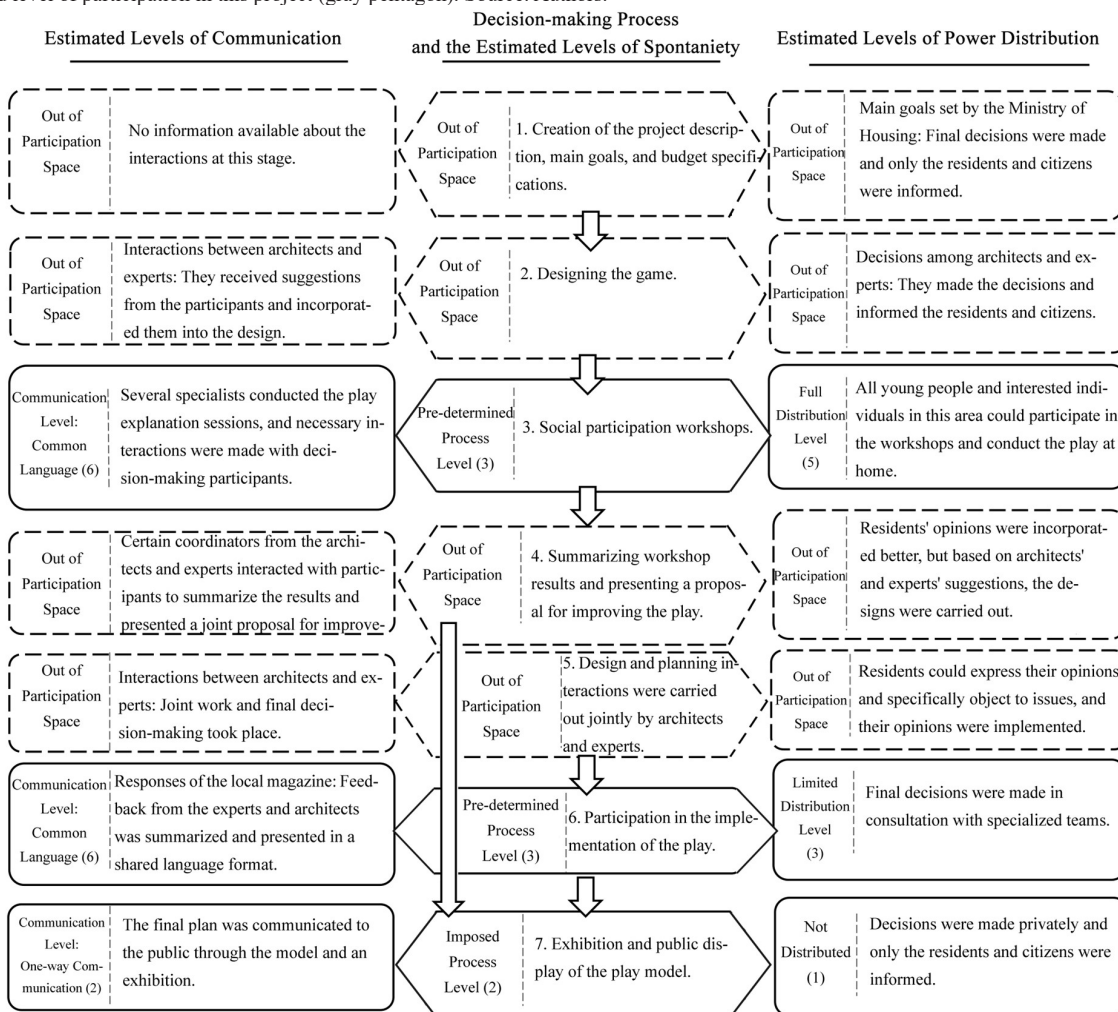 d level of participation in this project (gray pentagon). Source: Authors.
Estimated Levels of Communication
Decision-making Process
and the Estimated Levels of Spontaniety
Estimated Levels of Power Distribution
Out of
Participation
Space
No information available about the
interactions at this stage.
Out of
Participation
Space
1. Creation of the project descrip-
tion, main goals, and budget specifi-
cations.
Out of
Participation
Space
Main goals set by the Ministry of
Housing: Final decisions were made
and only the residents and citizens
were informed.
Out of
Participation
Space
Interactions between architects and
experts: They received suggestions
from the participants and incorporat-
ed them into the design.
Out of
Participation
Space
2. Designing the game.
Out of
Participation
Space
Decisions among architects and ex-
perts: They made the decisions and
informed the residents and citizens.
Communication
Level:
Common
Language (6)
Several specialists conducted the play
explanation sessions, and necessary in-
teractions were made with deci-
sion-making participants.
Pre-determined
Process
Level (3)
3. Social participation workshops.
Full
Distribution
Level
(5)
All young people and interested indi-
viduals in this area could participate in
the workshops and conduct the play at
home.
Out of
Participation
Space
Certain coordinators from the archi-
tects and experts interacted with partic-
ipants to summarize the results and
presented a joint proposal for improve-
Out of
Participation
Space
4. Summarizing workshop
results and presenting a propos-
al for improving the play.
Out of
Participation
Space
Residents' opinions were incorporat-
ed better, but based on architects'
and experts' suggestions, the de-
signs were carried out.
Out of
Participation
Space
Interactions between architects and ex-
perts: Joint work and final deci-
sion-making took place.
Out of
Participation
Space
5. Design and planning in-
teractions were carried
out jointly by architects
and experts.
Out of
Participation
Space
Residents could express their opinions
and specifically object to issues, and
their opinions were implemented.
Communication
Level:
Common
Language (6)
Responses of the local magazine: Feed-
back from the experts and architects
was summarized and presented in a
shared language format.
Pre-determined
Process
Level (3)
6. Participation in the imple-
mentation of the play.
Limited
Distribution
Level
(3)
Final decisions were made in
consultation with specialized teams.
Communication
Level:
One-way Com-
munication (2)
The final plan was communicated to
the public through the model and an
exhibition.
Imposed
Process
Level (2)
7. Exhibition and public dis-
play of the play model.
Not
Distributed
(1)
Decisions were made privately and
only the residents and citizens were
informed.